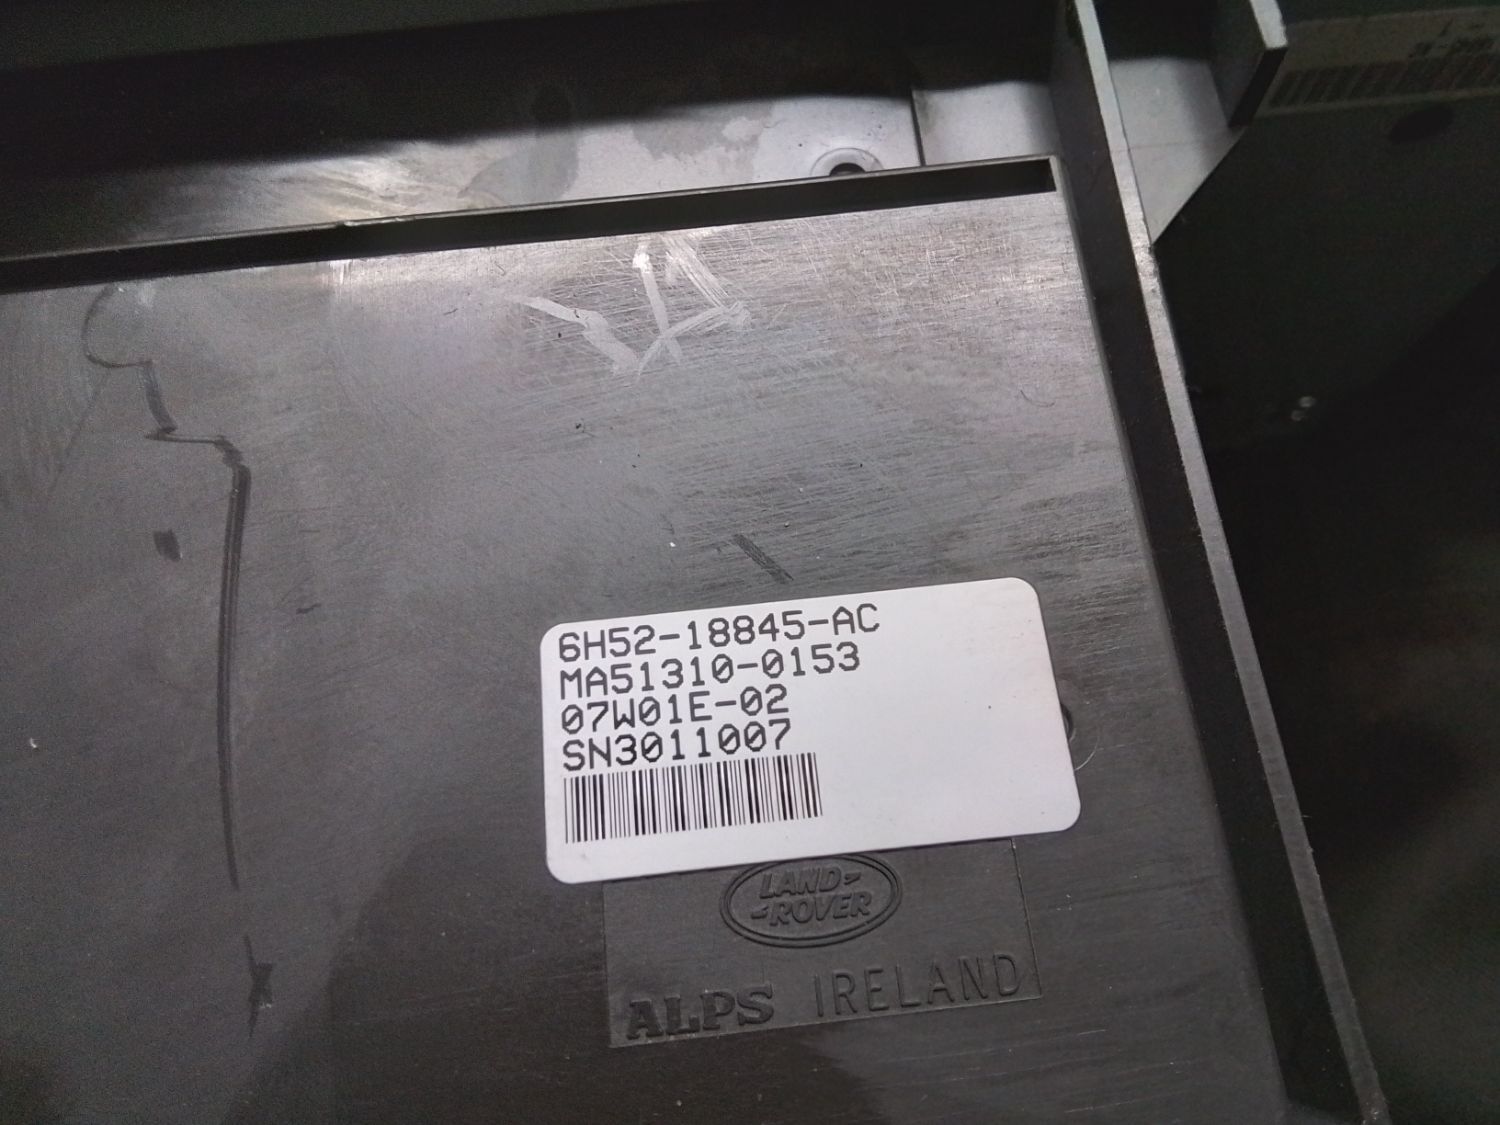 6H52-18845-AC
MA51310-0153
07W01E-02
SN3011007
LAND-
-ROVER
ALPS IRELAND